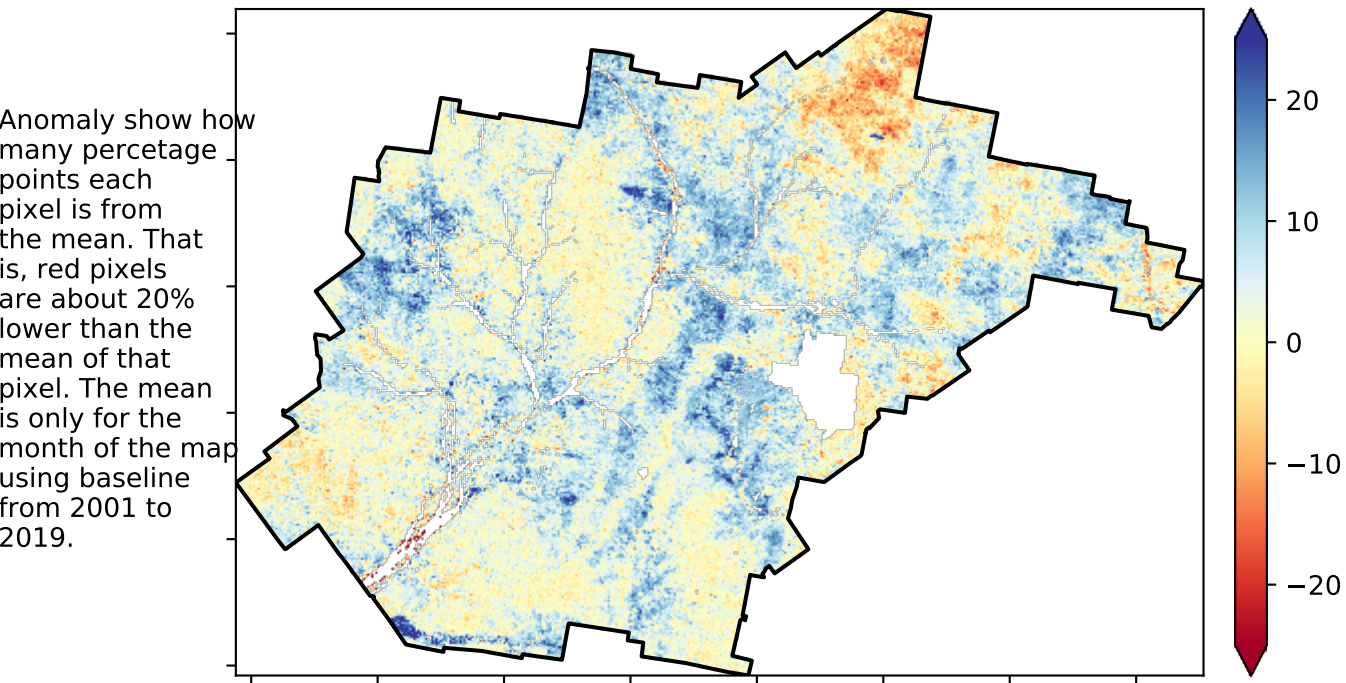 Anomaly show how
many percetage
points each
pixel is from
the mean. That
is, red pixels
are about 20%
lower than the
mean of that
pixel. The mean
is only for the
month of the map
using baseline
from 2001 to
2019.
20
10
0
−10
−20